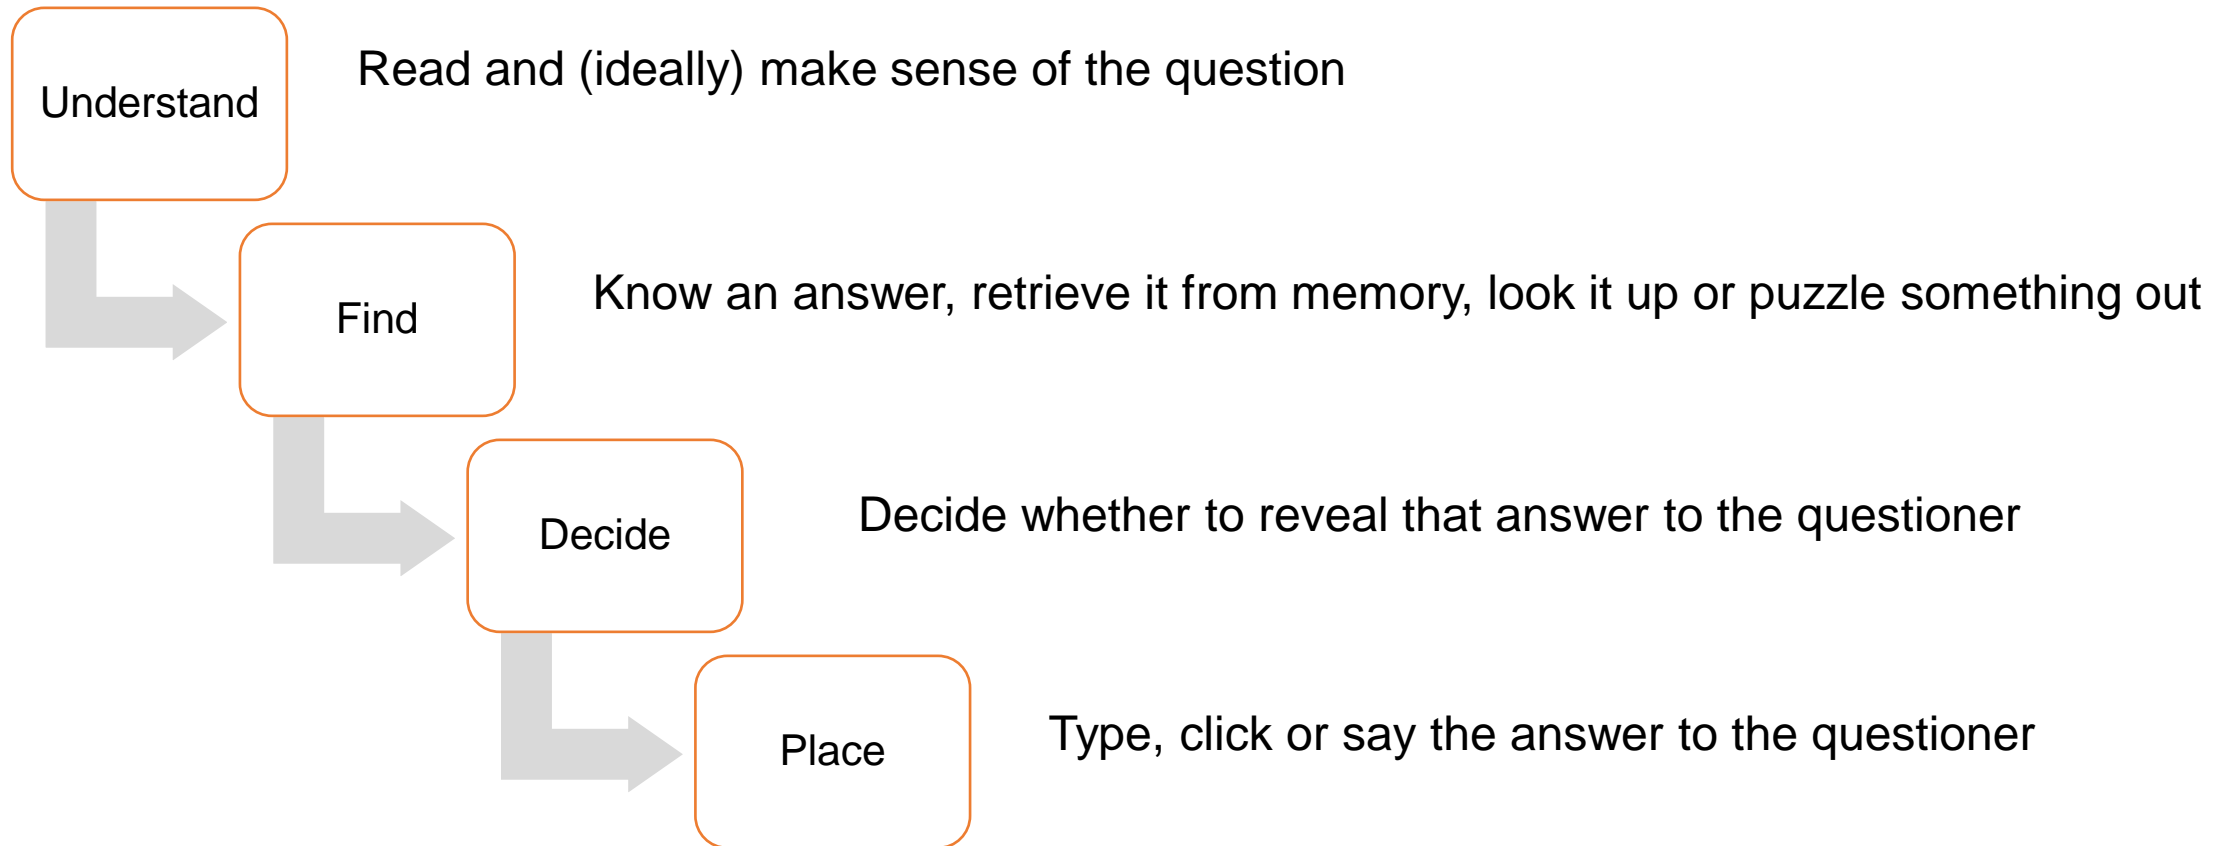 Understand
Read and (ideally) make sense of the question
Find
Know an answer, retrieve it from memory, look it up or puzzle something out
Decide
Decide whether to reveal that answer to the questioner
Place
Type, click or say the answer to the questioner